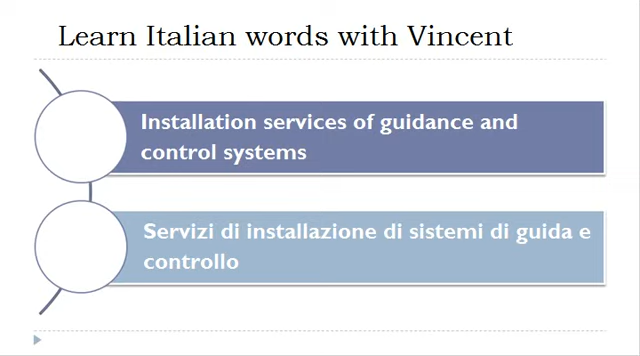 Learn Italian words with Vincent
Installation services of guidance and
control systems
Servizi di installazione di sistemi di guida e
controllo